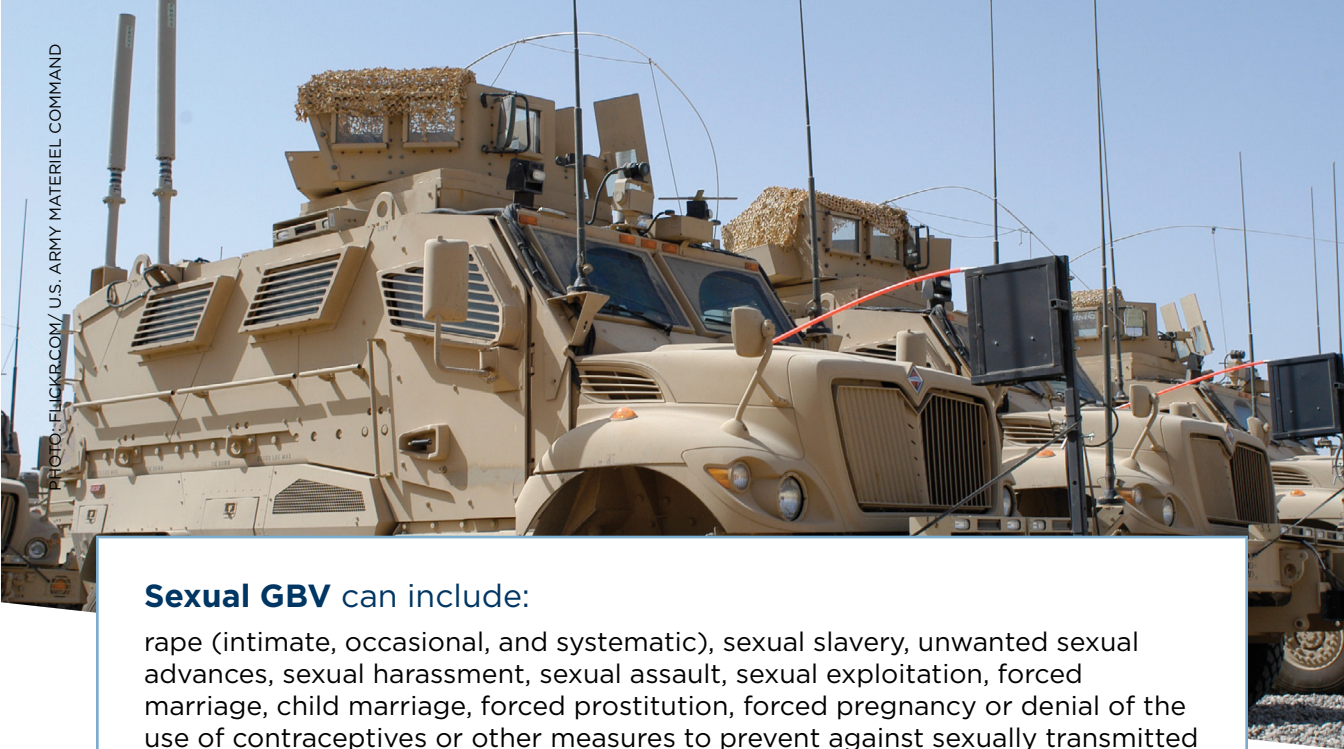 PHOTO: FLICKR.COM/ U.S. ARMY MATERIEL COMMAND
Sexual GBV can include:
rape (intimate, occasional, and systematic), sexual slavery, unwanted sexual
advances, sexual harassment, sexual assault, sexual exploitation, forced
marriage, child marriage, forced prostitution, forced pregnancy or denial of the
use of contraceptives or other measures to prevent against sexually transmitted